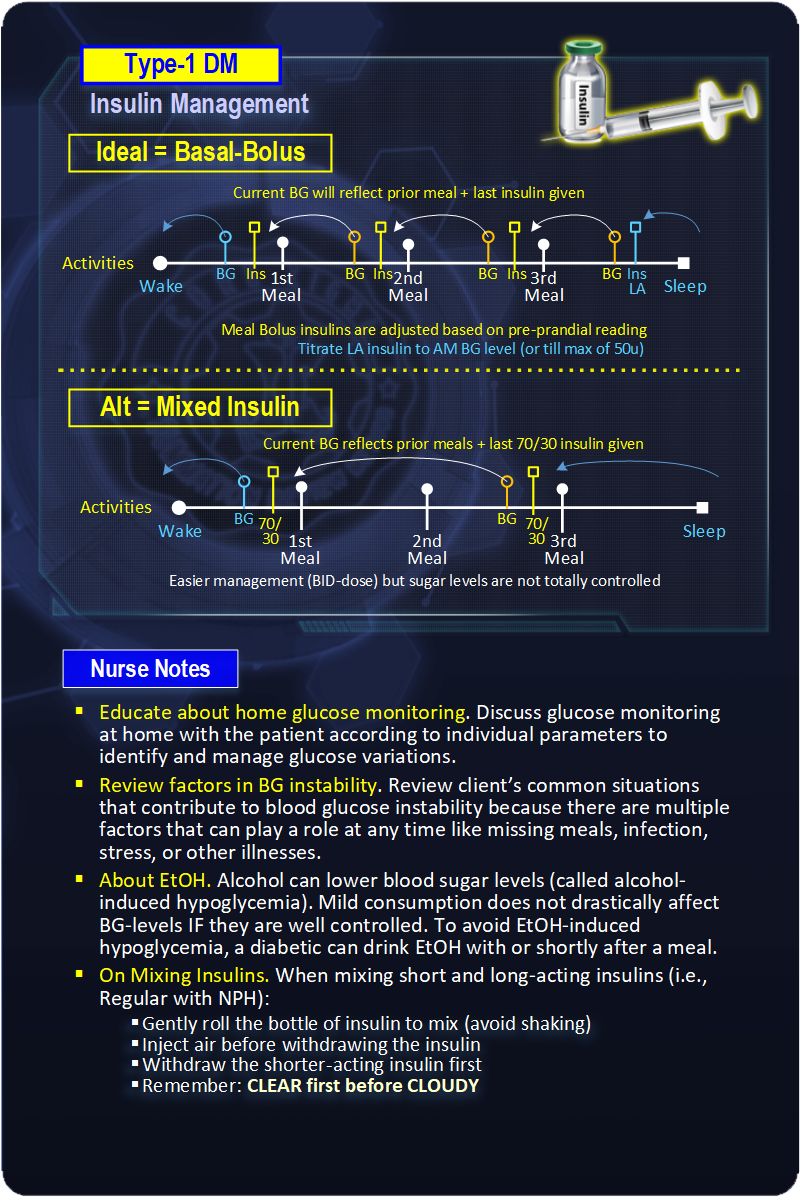 Type-1 DM
Insulin Management
Insulin
Ideal = Basal-Bolus
Current BG will reflect prior meal + last insulin given
Activities
Wake
BG
Ins
1st
Meal
BG
Ins
2nd
Meal
BG
Ins
3rd
Meal
BG
Ins
LA
Sleep
Meal Bolus insulins are adjusted based on pre-prandial reading
Titrate LA insulin to AM BG level (or till max of 50u)
Alt = Mixed Insulin
Current BG reflects prior meals + last 70/30 insulin given
Activities
Wake
BG
70/
30
1st
Meal
2nd
Meal
BG
70/
30
3rd
Meal
Sleep
Easier management (BID-dose) but sugar levels are not totally controlled
Nurse Notes
▪ Educate about home glucose monitoring. Discuss glucose monitoring
at home with the patient according to individual parameters to
identify and manage glucose variations.
▪ Review factors in BG instability. Review client’s common situations
that contribute to blood glucose instability because there are multiple
factors that can play a role at any time like missing meals, infection,
stress, or other illnesses.
▪ About EtOH. Alcohol can lower blood sugar levels (called alcohol-
induced hypoglycemia). Mild consumption does not drastically affect
BG-levels IF they are well controlled. To avoid EtOH-induced
hypoglycemia, a diabetic can drink EtOH with or shortly after a meal.
▪ On Mixing Insulins. When mixing short and long-acting insulins (i.e.,
Regular with NPH):
▪ Gently roll the bottle of insulin to mix (avoid shaking)
▪ Inject air before withdrawing the insulin
▪ Withdraw the shorter-acting insulin first
▪ Remember: CLEAR first before CLOUDY